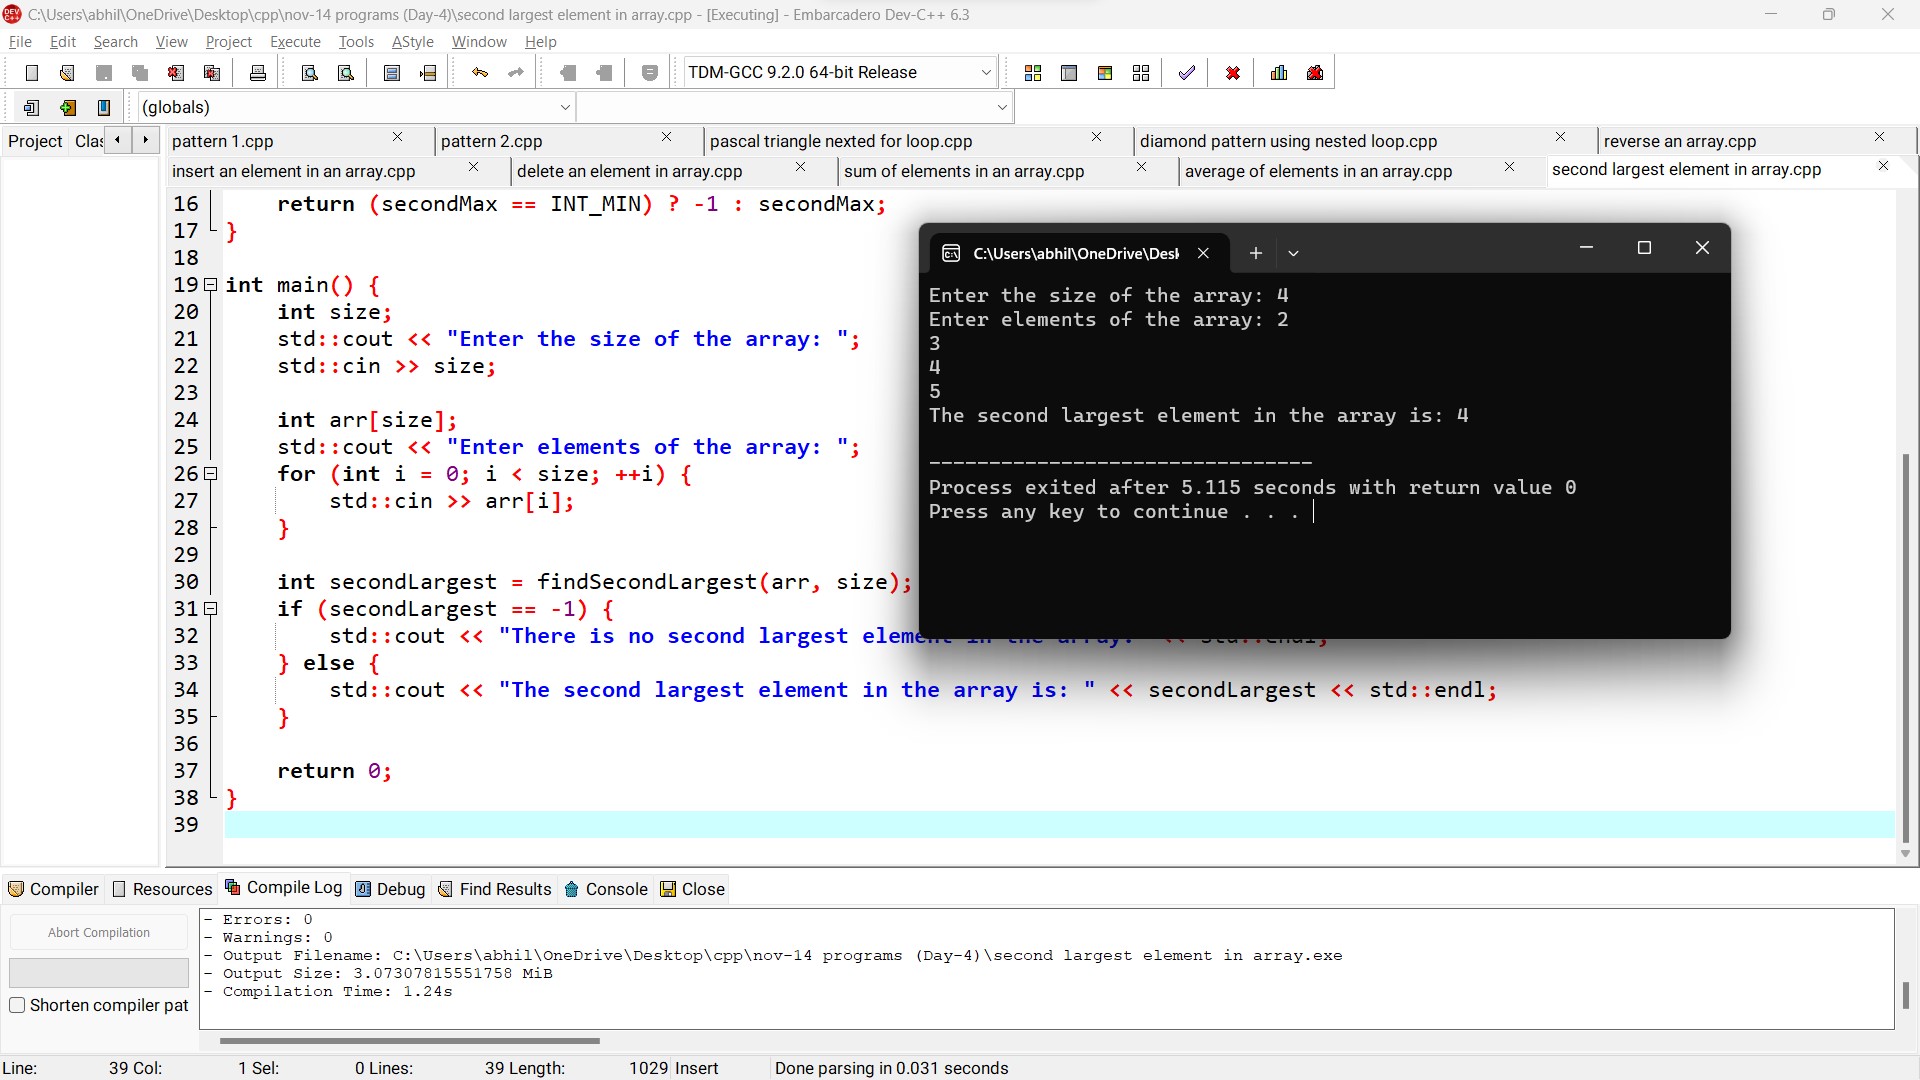 C:\Users\abhil\OneDrive\Desktop\cpp\nov-14 programs (Day-4)\second largest element in array.cpp - [Executing] - Embarcadero Dev-C++ 6.3
File Edit Search View Project Execute Tools AStyle Window Help
TDM-GCC 9.2.0 64-bit Release
(globals)
Project Clas
pattern 1.cpp pattern 2.cpp pascal triangle nexted for loop.cpp diamond pattern using nested loop.cpp reverse an array.cpp
insert an element in an array.cpp delete an element in array.cpp sum of elements in an array.cpp average of elements in an array.cpp second largest element in array.cpp
16 return (secondMax == INT_MIN) ? -1 : secondMax;
17 }
18
19 int main() {
20 int size;
21 std::cout << "Enter the size of the array: ";
22 std::cin >> size;
23
24 int arr[size];
25 std::cout << "Enter elements of the array: ";
26 for (int i = 0; i < size; ++i) {
27 std::cin >> arr[i];
28 }
29
30 int secondLargest = findSecondLargest(arr, size);
31 if (secondLargest == -1) {
32 std::cout << "There is no second largest element in the array." << std::endl;
33 } else {
34 std::cout << "The second largest element in the array is: " << secondLargest << std::endl;
35 }
36
37 return 0;
38 }
39
C:\Users\abhil\OneDrive\Desk
Enter the size of the array: 4
Enter elements of the array: 2
3
4
5
The second largest element in the array is: 4
--------------------------------
Process exited after 5.115 seconds with return value 0
Press any key to continue . . .
Compiler Resources Compile Log Debug Find Results Console Close
Abort Compilation
Shorten compiler pat
- Errors: 0
- Warnings: 0
- Output Filename: C:\Users\abhil\OneDrive\Desktop\cpp\nov-14 programs (Day-4)\second largest element in array.exe
- Output Size: 3.07307815551758 MiB
- Compilation Time: 1.24s
Line: 39 Col: 1 Sel: 0 Lines: 39 Length: 1029 Insert Done parsing in 0.031 seconds